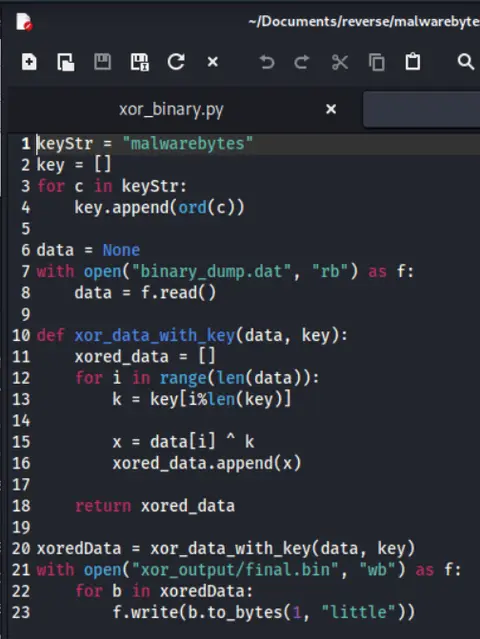 ~/Documents/reverse/malwarebytes
xor_binary.py
1 keyStr = "malwarebytes"
2 key = []
3 for c in keyStr:
4     key.append(ord(c))
5
6 data = None
7 with open("binary_dump.dat", "rb") as f:
8     data = f.read()
9
10 def xor_data_with_key(data, key):
11     xored_data = []
12     for i in range(len(data)):
13         k = key[i%len(key)]
14
15         x = data[i] ^ k
16         xored_data.append(x)
17
18     return xored_data
19
20 xoredData = xor_data_with_key(data, key)
21 with open("xor_output/final.bin", "wb") as f:
22     for b in xoredData:
23         f.write(b.to_bytes(1, "little"))